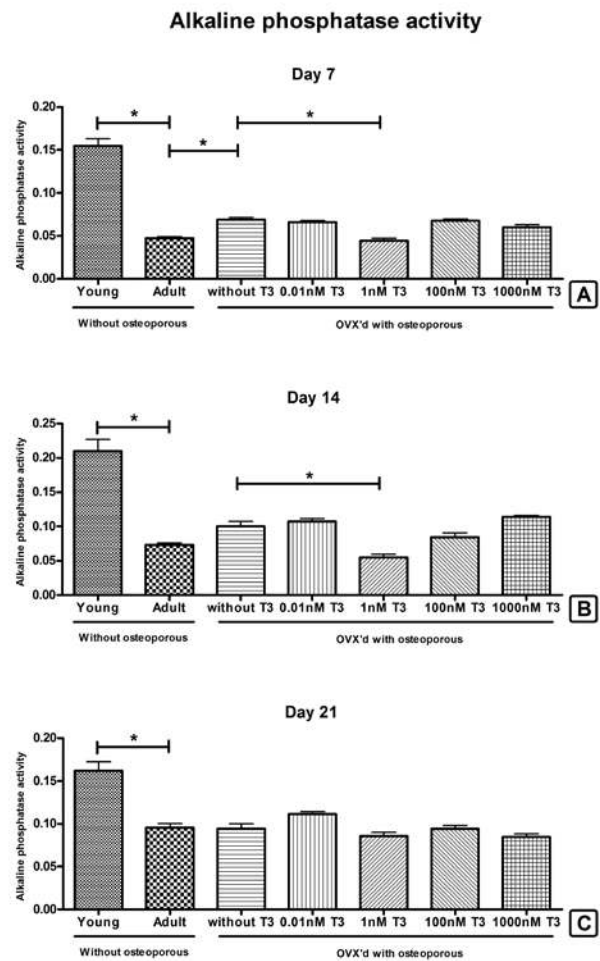 Alkaline phosphatase activity
Day 7
Alkaline phosphatase activity
0.20
0.15
0.10
0.05
0.00
* * *
Young Adult without T3 0.01nM T3 1nM T3 100nM T3 1000nM T3
Without osteoporous OVX'd with osteoporous
A
Day 14
Alkaline phosphatase activity
0.25
0.20
0.15
0.10
0.05
0.00
* *
Young Adult without T3 0.01nM T3 1nM T3 100nM T3 1000nM T3
Without osteoporous OVX'd with osteoporous
B
Day 21
Alkaline phosphatase activity
0.20
0.15
0.10
0.05
0.00
*
Young Adult without T3 0.01nM T3 1nM T3 100nM T3 1000nM T3
Without osteoporous OVX'd with osteoporous
C